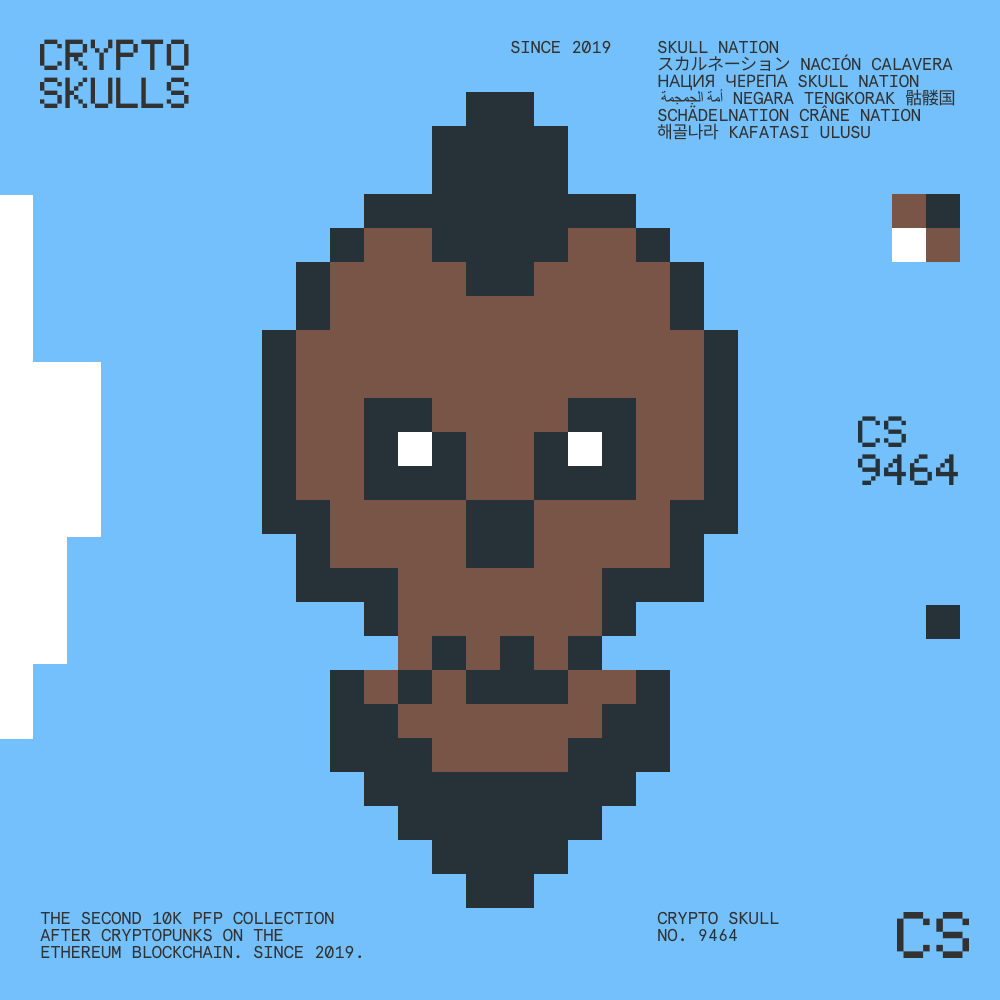 CRYPTO
SKULLS
SINCE 2019
SKULL NATION
スカルネーション NACIÓN CALAVERA
НАЦИЯ ЧЕРЕПА SKULL NATION
أمة الجمجمة NEGARA TENGKORAK 骷髅国
SCHÄDELNATION CRÂNE NATION
해골나라 KAFATASI ULUSU
CS
9464
THE SECOND 10K PFP COLLECTION
AFTER CRYPTOPUNKS ON THE
ETHEREUM BLOCKCHAIN. SINCE 2019.
CRYPTO SKULL
NO. 9464
CS